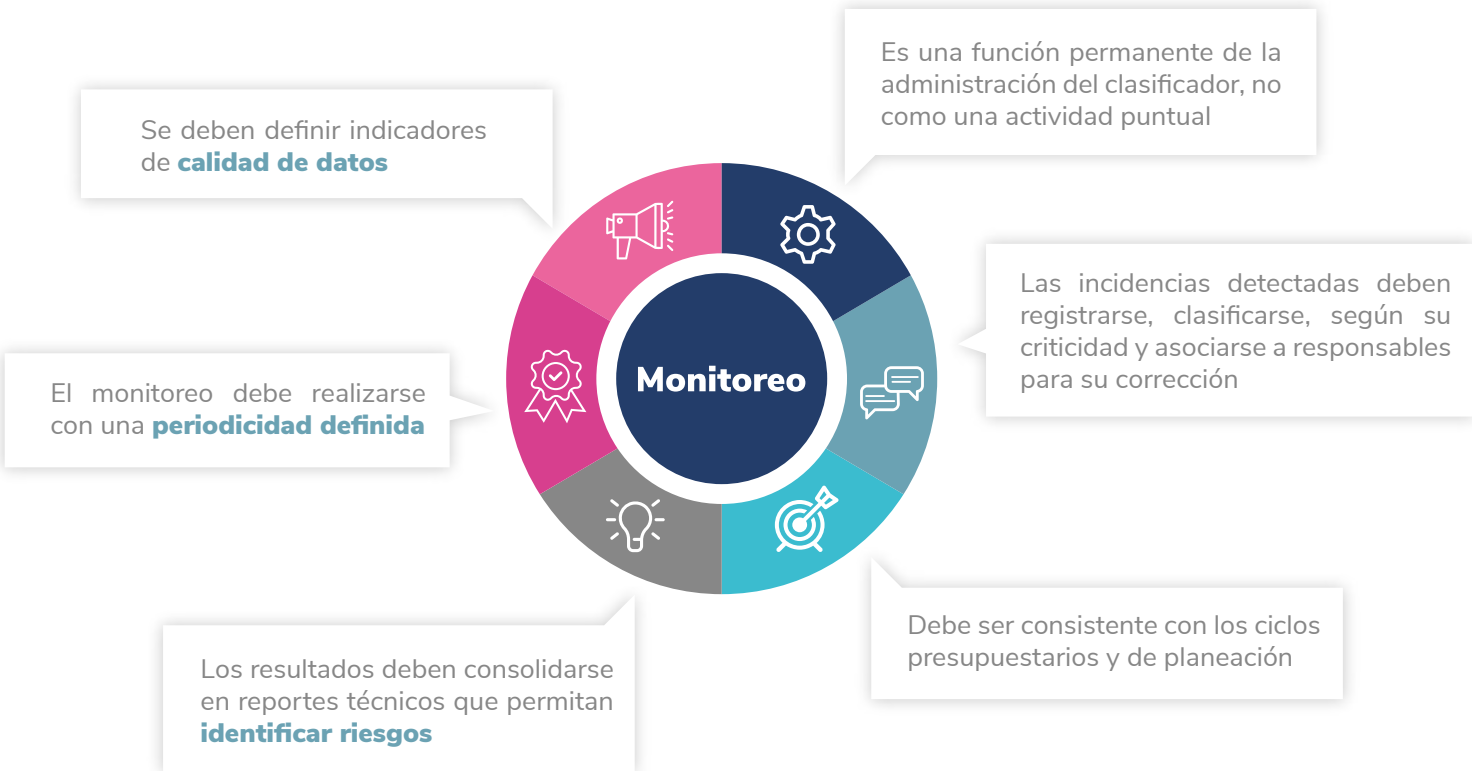 Es una función permanente de la
administración del clasificador, no
como una actividad puntual
Se deben definir indicadores
de calidad de datos
Las incidencias detectadas deben
registrarse, clasificarse, según su
criticidad y asociarse a responsables
para su corrección
Monitoreo
El monitoreo debe realizarse
con una periodicidad definida
Debe ser consistente con los ciclos
presupuestarios y de planeación
Los resultados deben consolidarse
en reportes técnicos que permitan
identificar riesgos